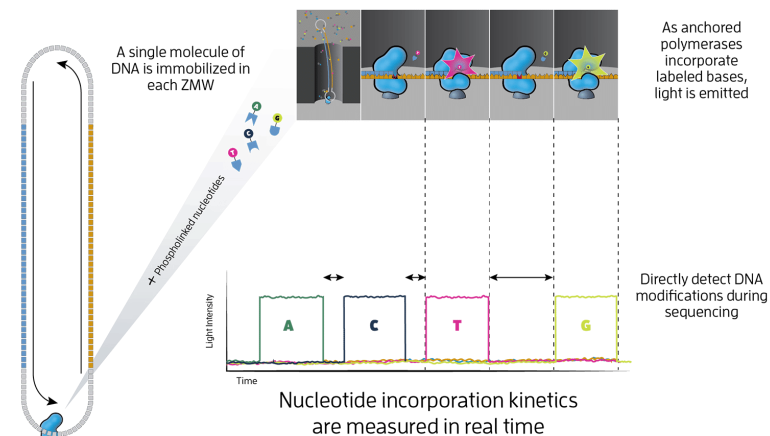 A single molecule of
DNA is immobilized in
each ZMW
As anchored
polymerases
incorporate
labeled bases,
light is emitted
A
G
C
T
+ Phospholinked nucleotides
T
G
Directly detect DNA
modifications during
sequencing
Light Intensity
A
C
T
G
Time
Nucleotide incorporation kinetics
are measured in real time